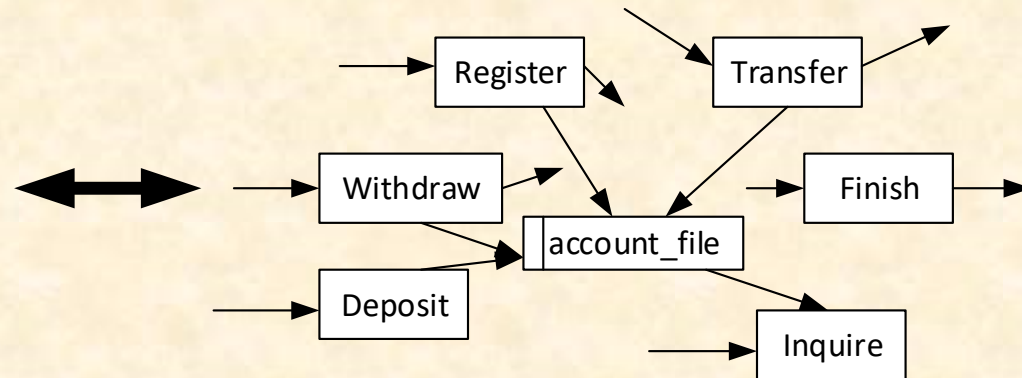 Register
Transfer
Withdraw
Finish
account_file
Deposit
Inquire